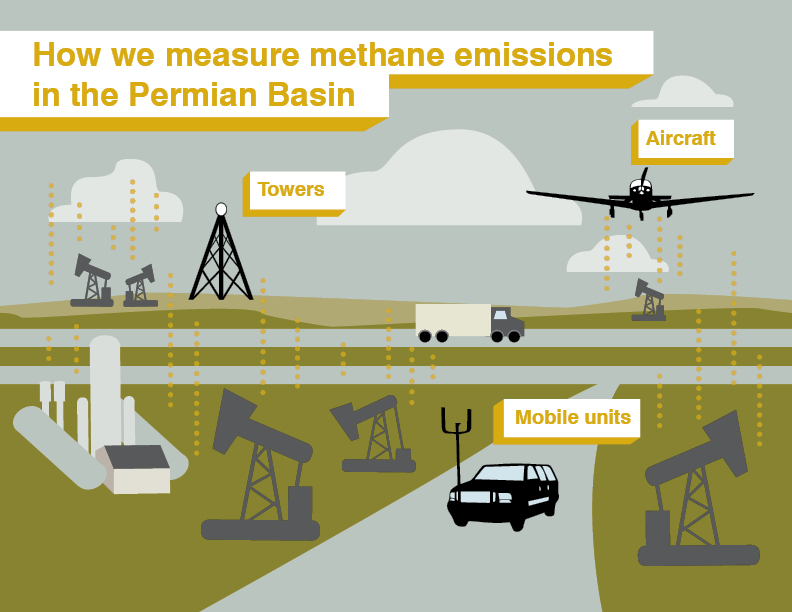 How we measure methane emissions
in the Permian Basin
Aircraft
Towers
Mobile units